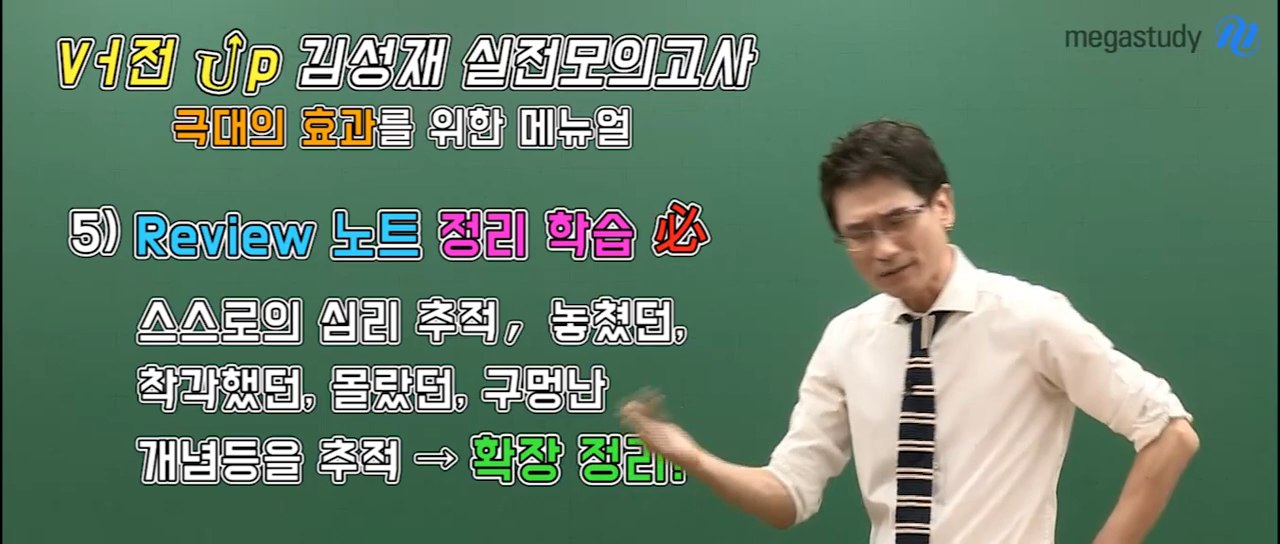 megastudy
Vㅓ전 Up 김성재 실전모의고사
극대의 효과를 위한 메뉴얼
5) Review 노트 정리 학습 必
스스로의 심리 추적, 놓쳤던,
착각했던, 몰랐던, 구멍난
개념등을 추적 → 확장 정리!